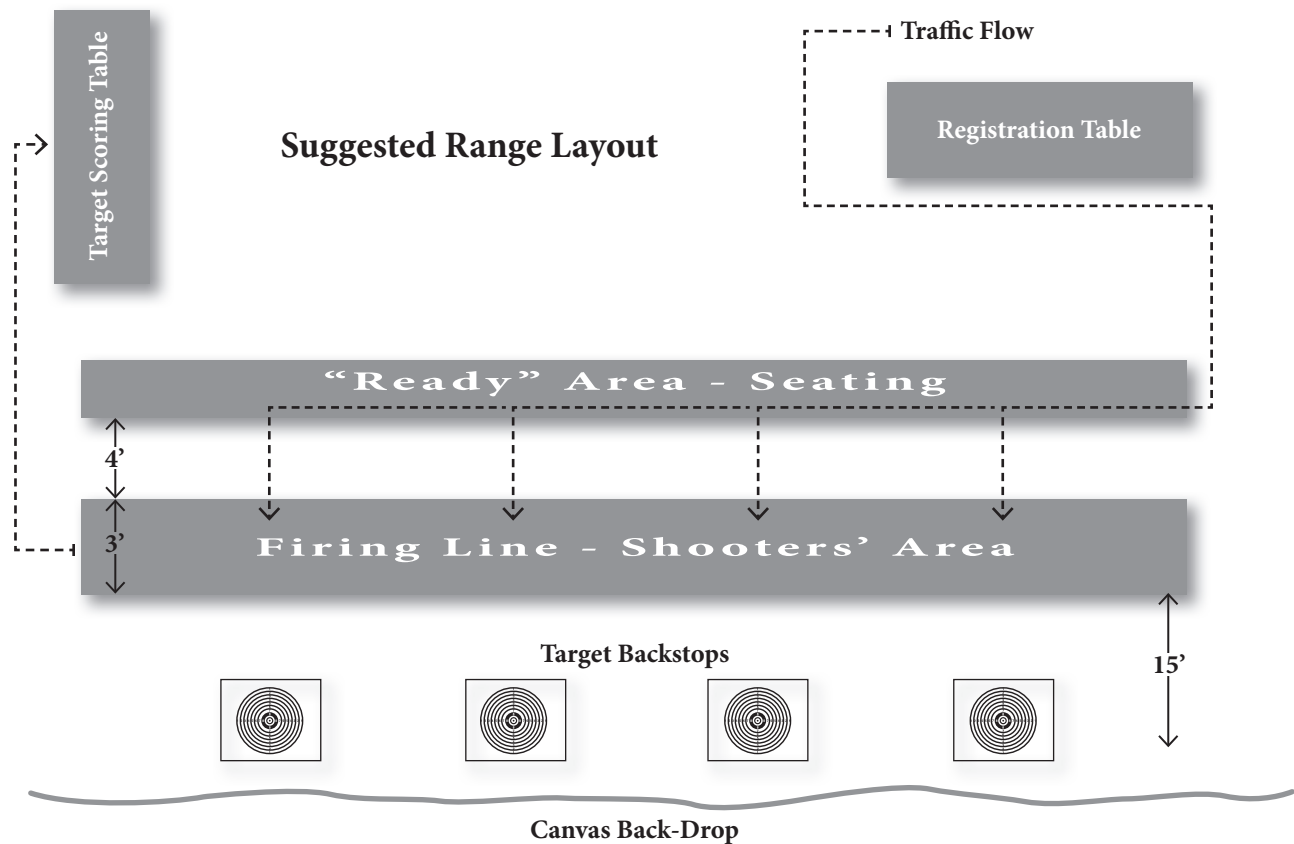 Traffic Flow
Target Scoring Table
Registration Table
Suggested Range Layout
“Ready” Area - Seating
4’
3’
Firing Line - Shooters’ Area
Target Backstops
15’
Canvas Back-Drop